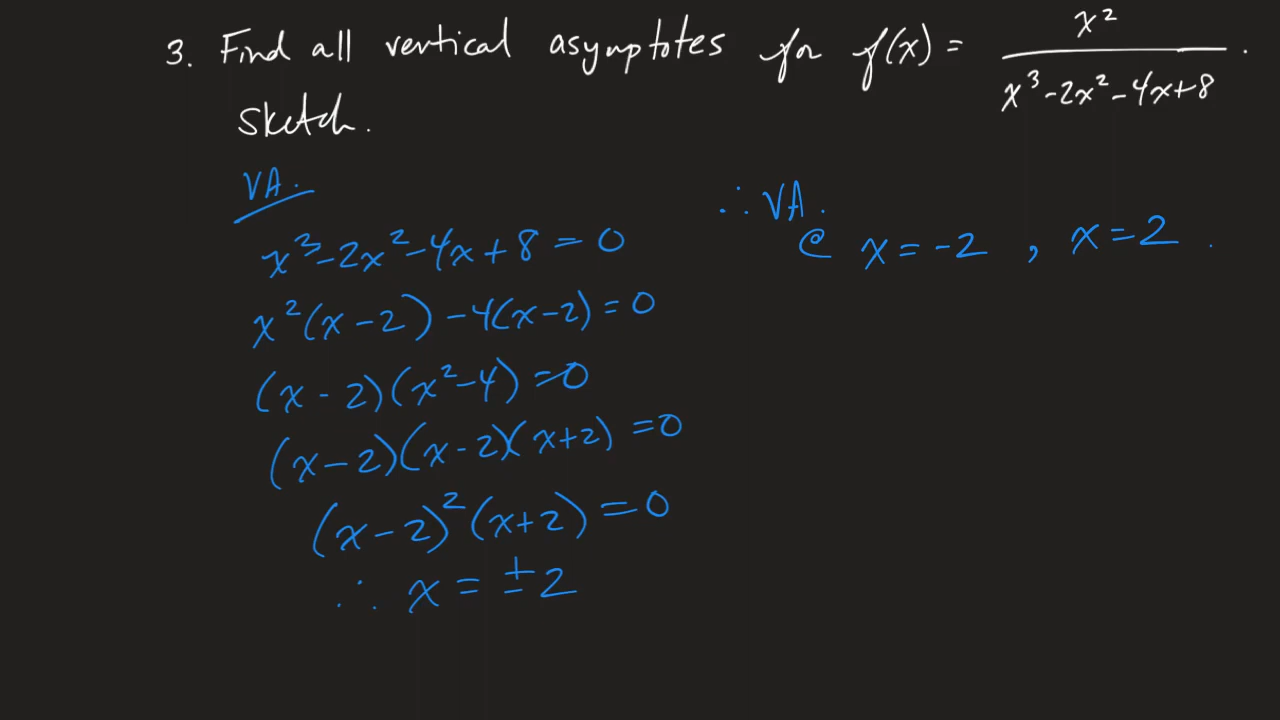 3. Find all vertical asymptotes for f(x) = x² / (x³-2x²-4x+8).
Sketch.
VA.
x³-2x²-4x+8=0
x²(x-2)-4(x-2)=0
(x-2)(x²-4)=0
(x-2)(x-2)(x+2)=0
(x-2)²(x+2)=0
∴ x=±2
∴ VA.
@ x=-2, x=2.